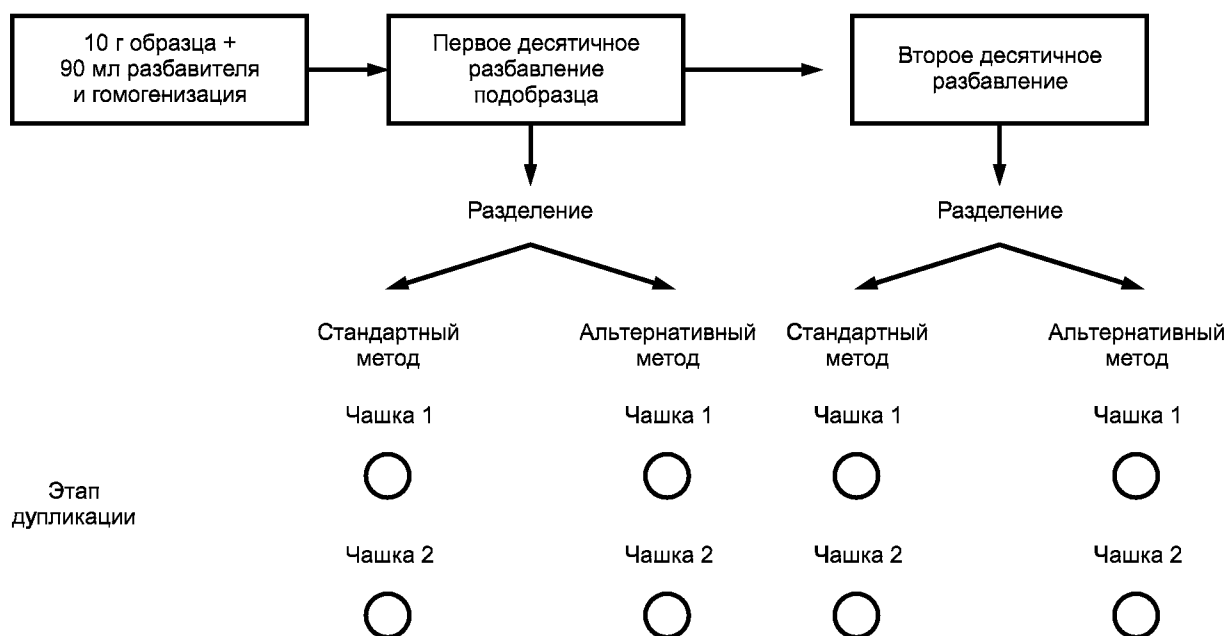 10 г образца +
90 мл разбавителя
и гомогенизация
Первое десятичное
разбавление
подобразца
Второе десятичное
разбавление
Разделение
Разделение
Стандартный
метод
Альтернативный
метод
Стандартный
метод
Альтернативный
метод
Чашка 1
Чашка 1
Чашка 1
Чашка 1
Этап
дупликации
Чашка 2
Чашка 2
Чашка 2
Чашка 2